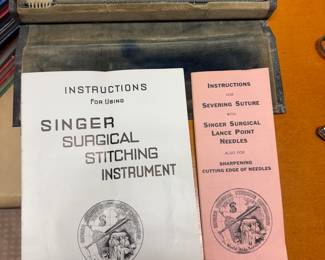 INSTRUCTIONS
FOR USING
SINGER
SURGICAL
STITCHING
INSTRUMENT
INSTRUCTIONS
FOR
SEVERING SUTURE
WITH
SINGER SURGICAL
LANCE POINT
NEEDLES
ALSO FOR
SHARPENING
CUTTING EDGE OF NEEDLES